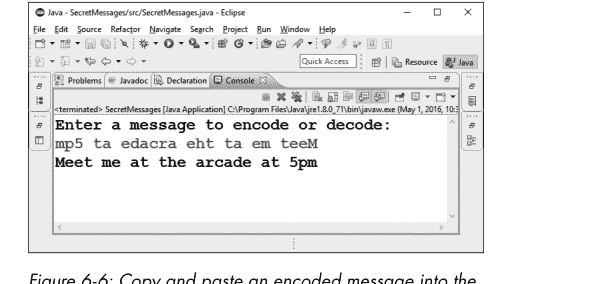 Java - SecretMessages/src/SecretMessages.java - Eclipse
File Edit Source Refactor Navigate Search Project Run Window Help
Quick Access Resource Java
Problems Javadoc Declaration Console
<terminated> SecretMessages [Java Application] C:\Program Files\Java\jre1.8.0_71\bin\javaw.exe (May 1, 2016, 10:3
Enter a message to encode or decode:
mp5 ta edacra eht ta em teeM
Meet me at the arcade at 5pm
Figure 6-6: Copy and paste an encoded message into the